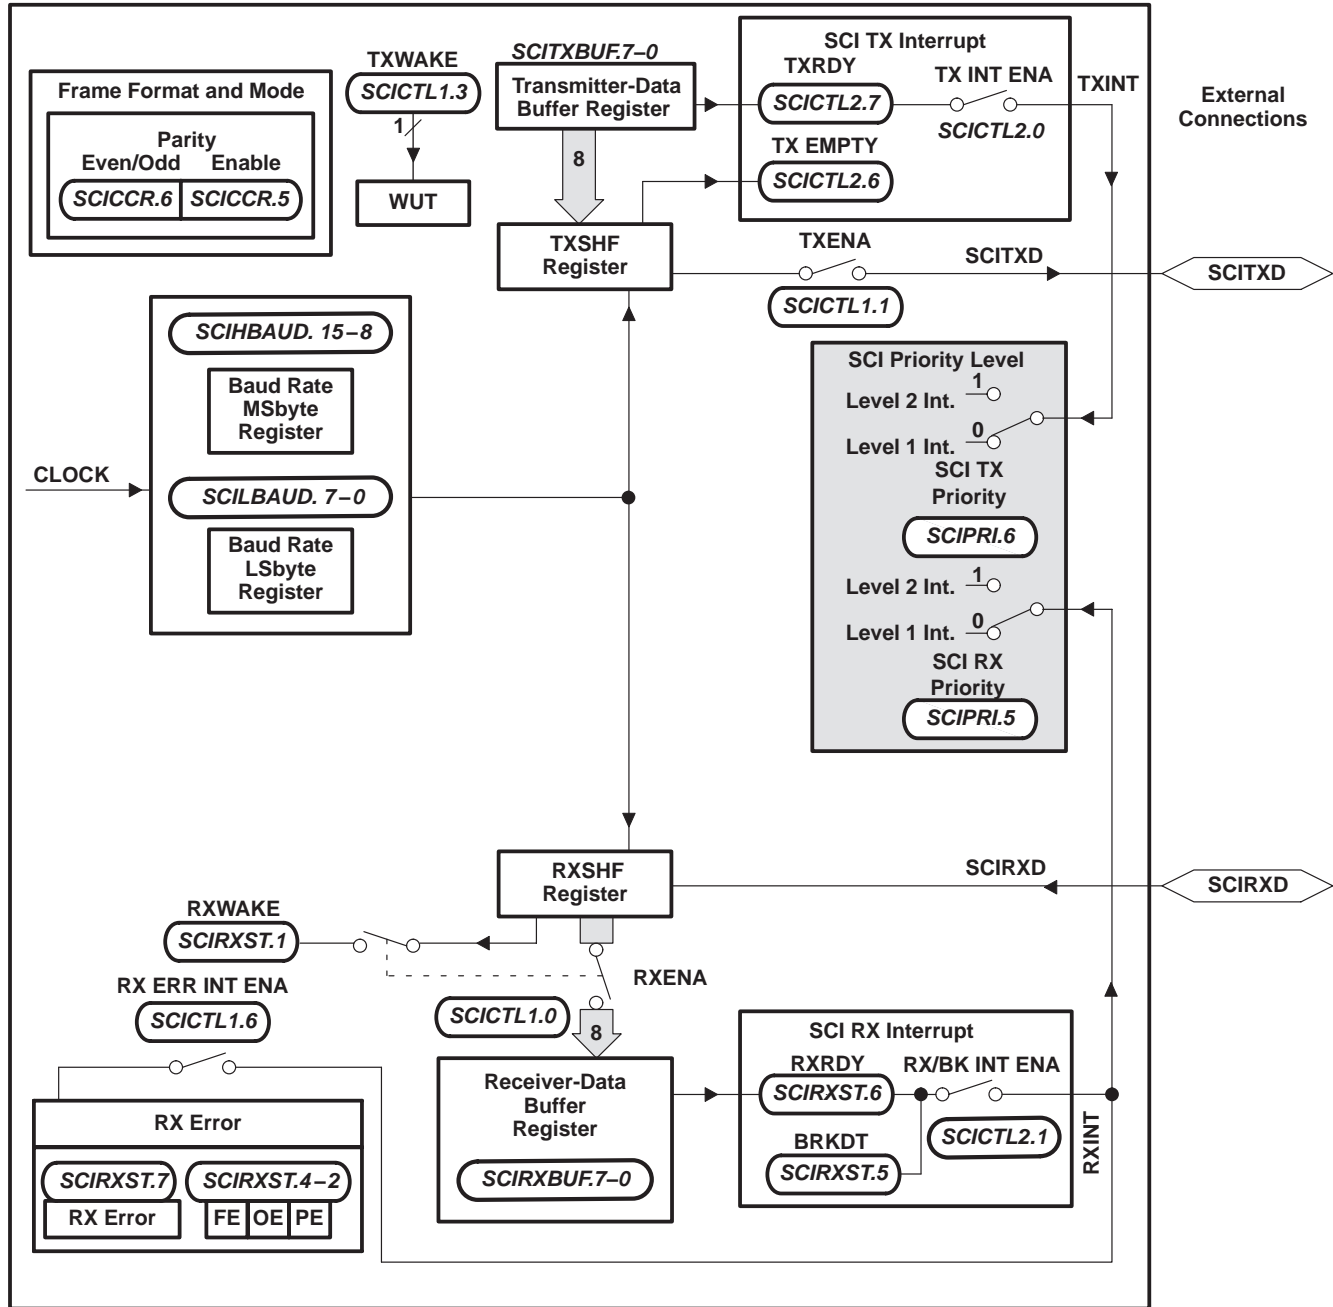 SCITXBUF.7–0
SCI TX Interrupt
TXWAKE
SCICTL1.3
1
Frame Format and Mode
Parity
Even/Odd Enable
SCICCR.6 SCICCR.5
WUT
Transmitter-Data
Buffer Register
8
TXRDY
SCICTL2.7
TX INT ENA
SCICTL2.0
TX EMPTY
SCICTL2.6
TXINT
External
Connections
TXSHF
Register
TXENA
SCICTL1.1
SCITXD
SCITXD
SCIHBAUD. 15–8
Baud Rate
MSbyte
Register
CLOCK
SCILBAUD. 7–0
Baud Rate
LSbyte
Register
SCI Priority Level
1
Level 2 Int.
0
Level 1 Int.
SCI TX
Priority
SCIPRI.6
1
Level 2 Int.
0
Level 1 Int.
SCI RX
Priority
SCIPRI.5
RXSHF
Register
SCIRXD
SCIRXD
RXWAKE
SCIRXST.1
RXENA
RX ERR INT ENA
SCICTL1.6
SCICTL1.0
8
Receiver-Data
Buffer
Register
SCIRXBUF.7–0
SCI RX Interrupt
RXRDY
SCIRXST.6
RX/BK INT ENA
SCICTL2.1
BRKDT
SCIRXST.5
RXINT
RX Error
SCIRXST.7
SCIRXST.4–2
RX Error
FE OE PE